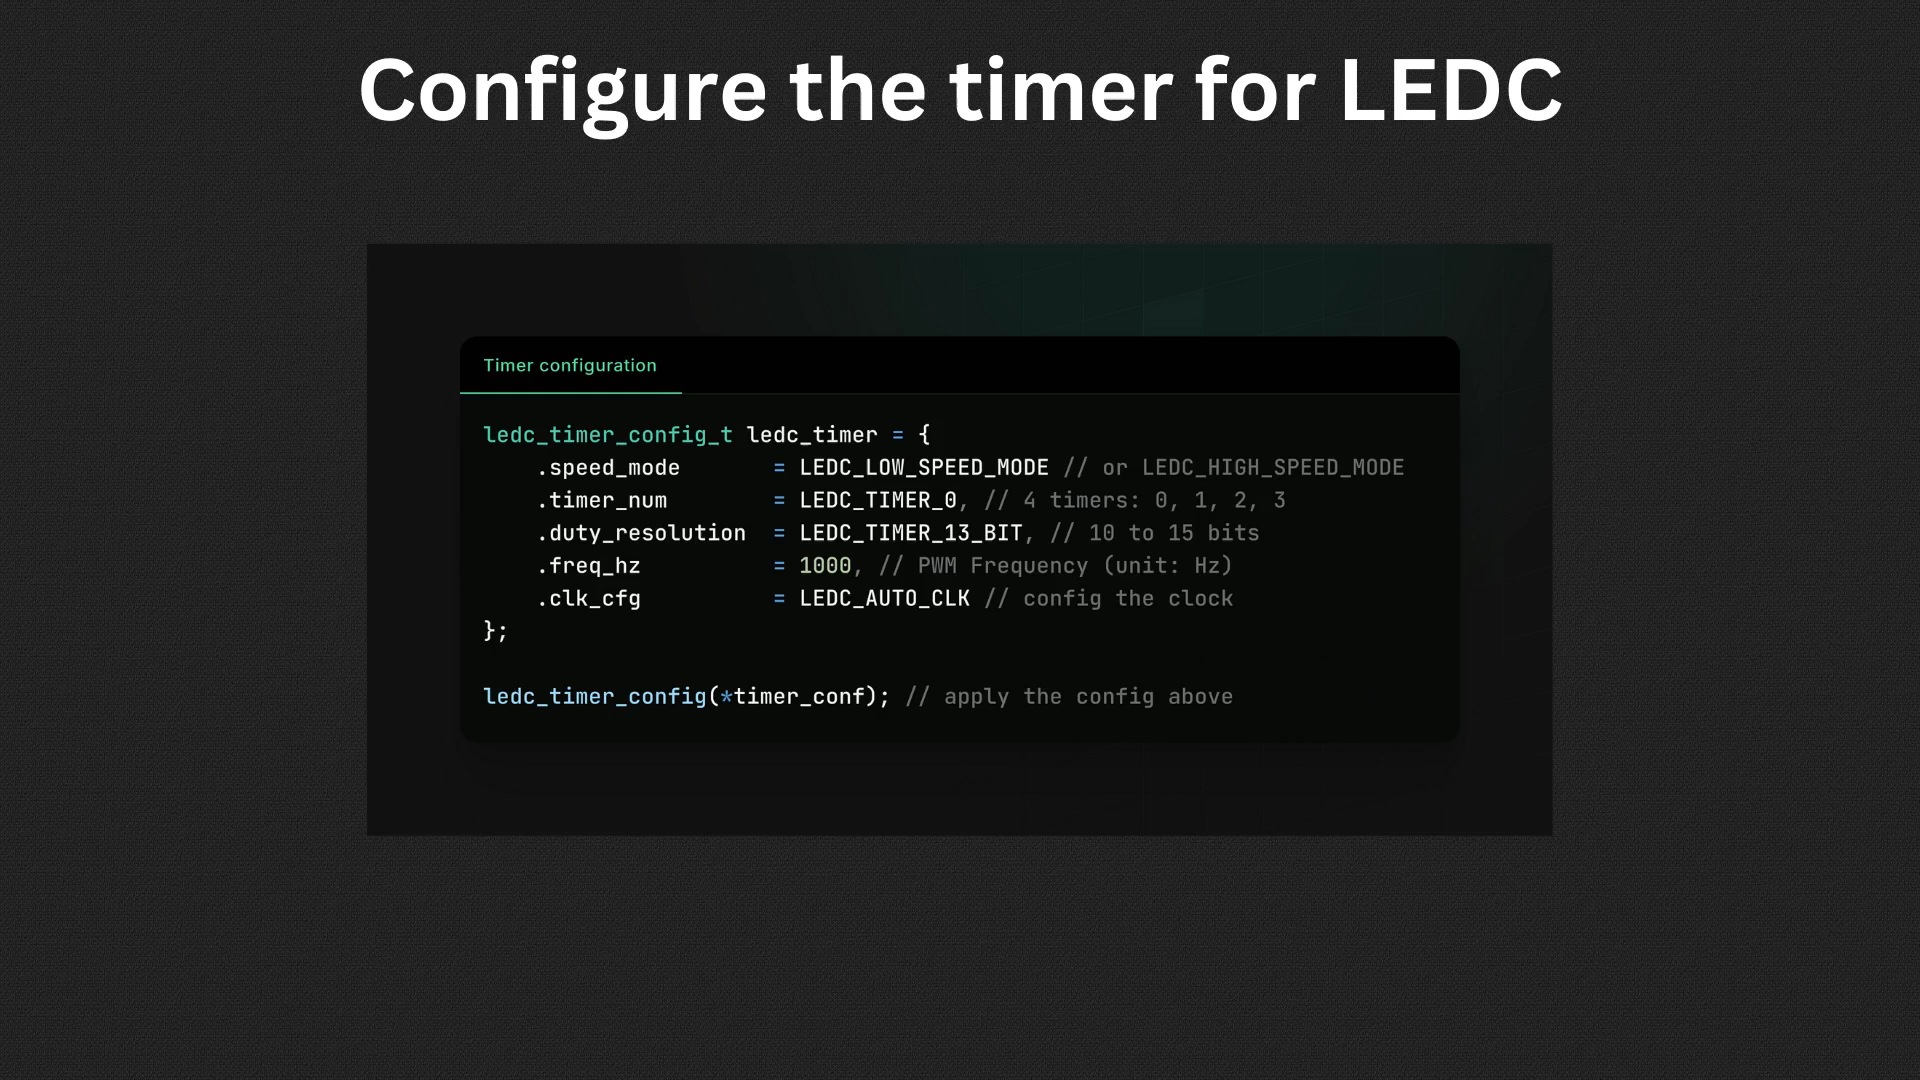 Configure the timer for LEDC
Timer configuration
ledc_timer_config_t ledc_timer = {
    .speed_mode       = LEDC_LOW_SPEED_MODE // or LEDC_HIGH_SPEED_MODE
    .timer_num        = LEDC_TIMER_0, // 4 timers: 0, 1, 2, 3
    .duty_resolution  = LEDC_TIMER_13_BIT, // 10 to 15 bits
    .freq_hz          = 1000, // PWM Frequency (unit: Hz)
    .clk_cfg          = LEDC_AUTO_CLK // config the clock
};
ledc_timer_config(*timer_conf); // apply the config above